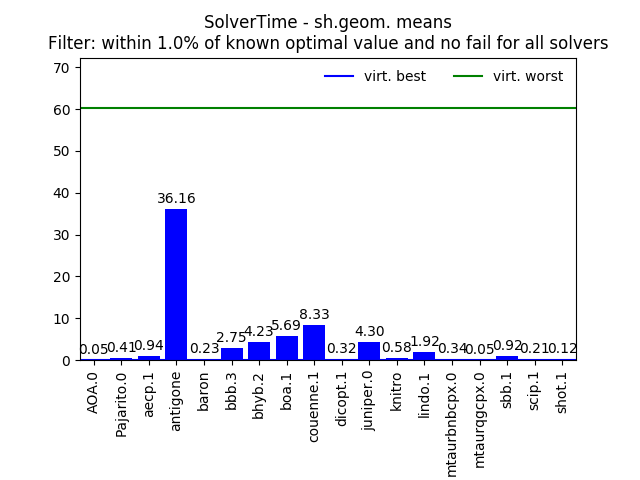 SolverTime - sh.geom. means
Filter: within 1.0% of known optimal value and no fail for all solvers
virt. best
virt. worst
70
60
50
40
30
20
10
0
0.05
0.41
0.94
36.16
0.23
2.75
4.23
5.69
8.33
0.32
4.30
0.58
1.92
0.34
0.05
0.92
0.21
0.12
AOA.0
Pajarito.0
aecp.1
antigone
baron
bbb.3
bhyb.2
boa.1
couenne.1
dicopt.1
juniper.0
knitro
lindo.1
mtaurbnbcpx.0
mtaurqgcpx.0
sbb.1
scip.1
shot.1